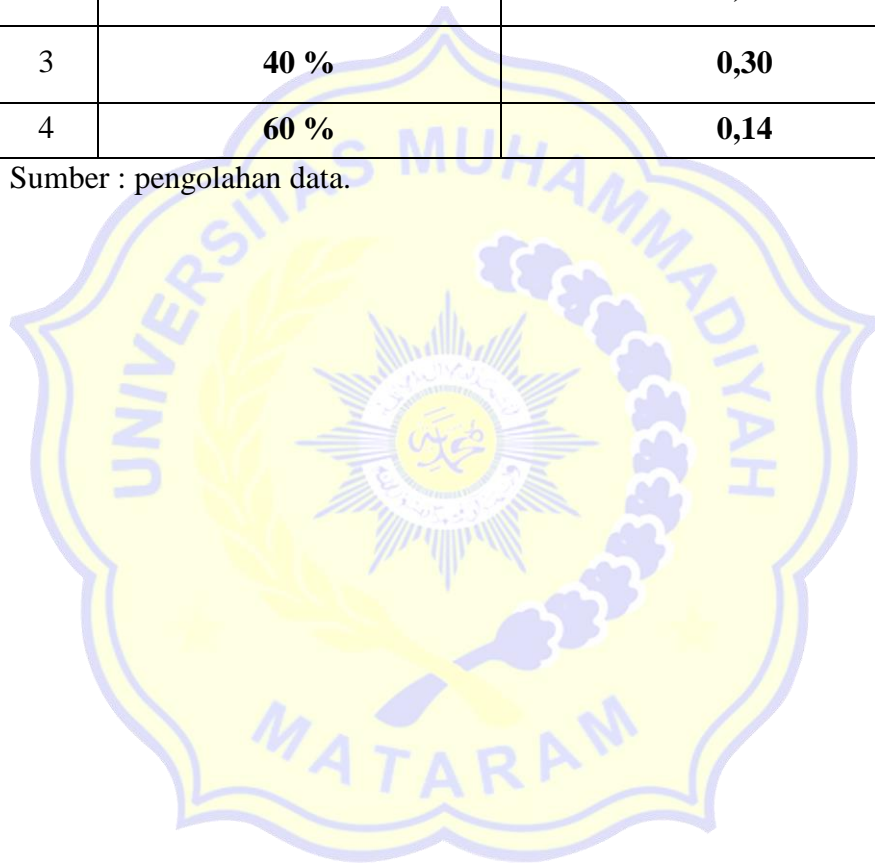 3 40 % 0,30
4 60 % 0,14
Sumber : pengolahan data.
UNIVERSITAS MUHAMMADIYAH
MATARAM